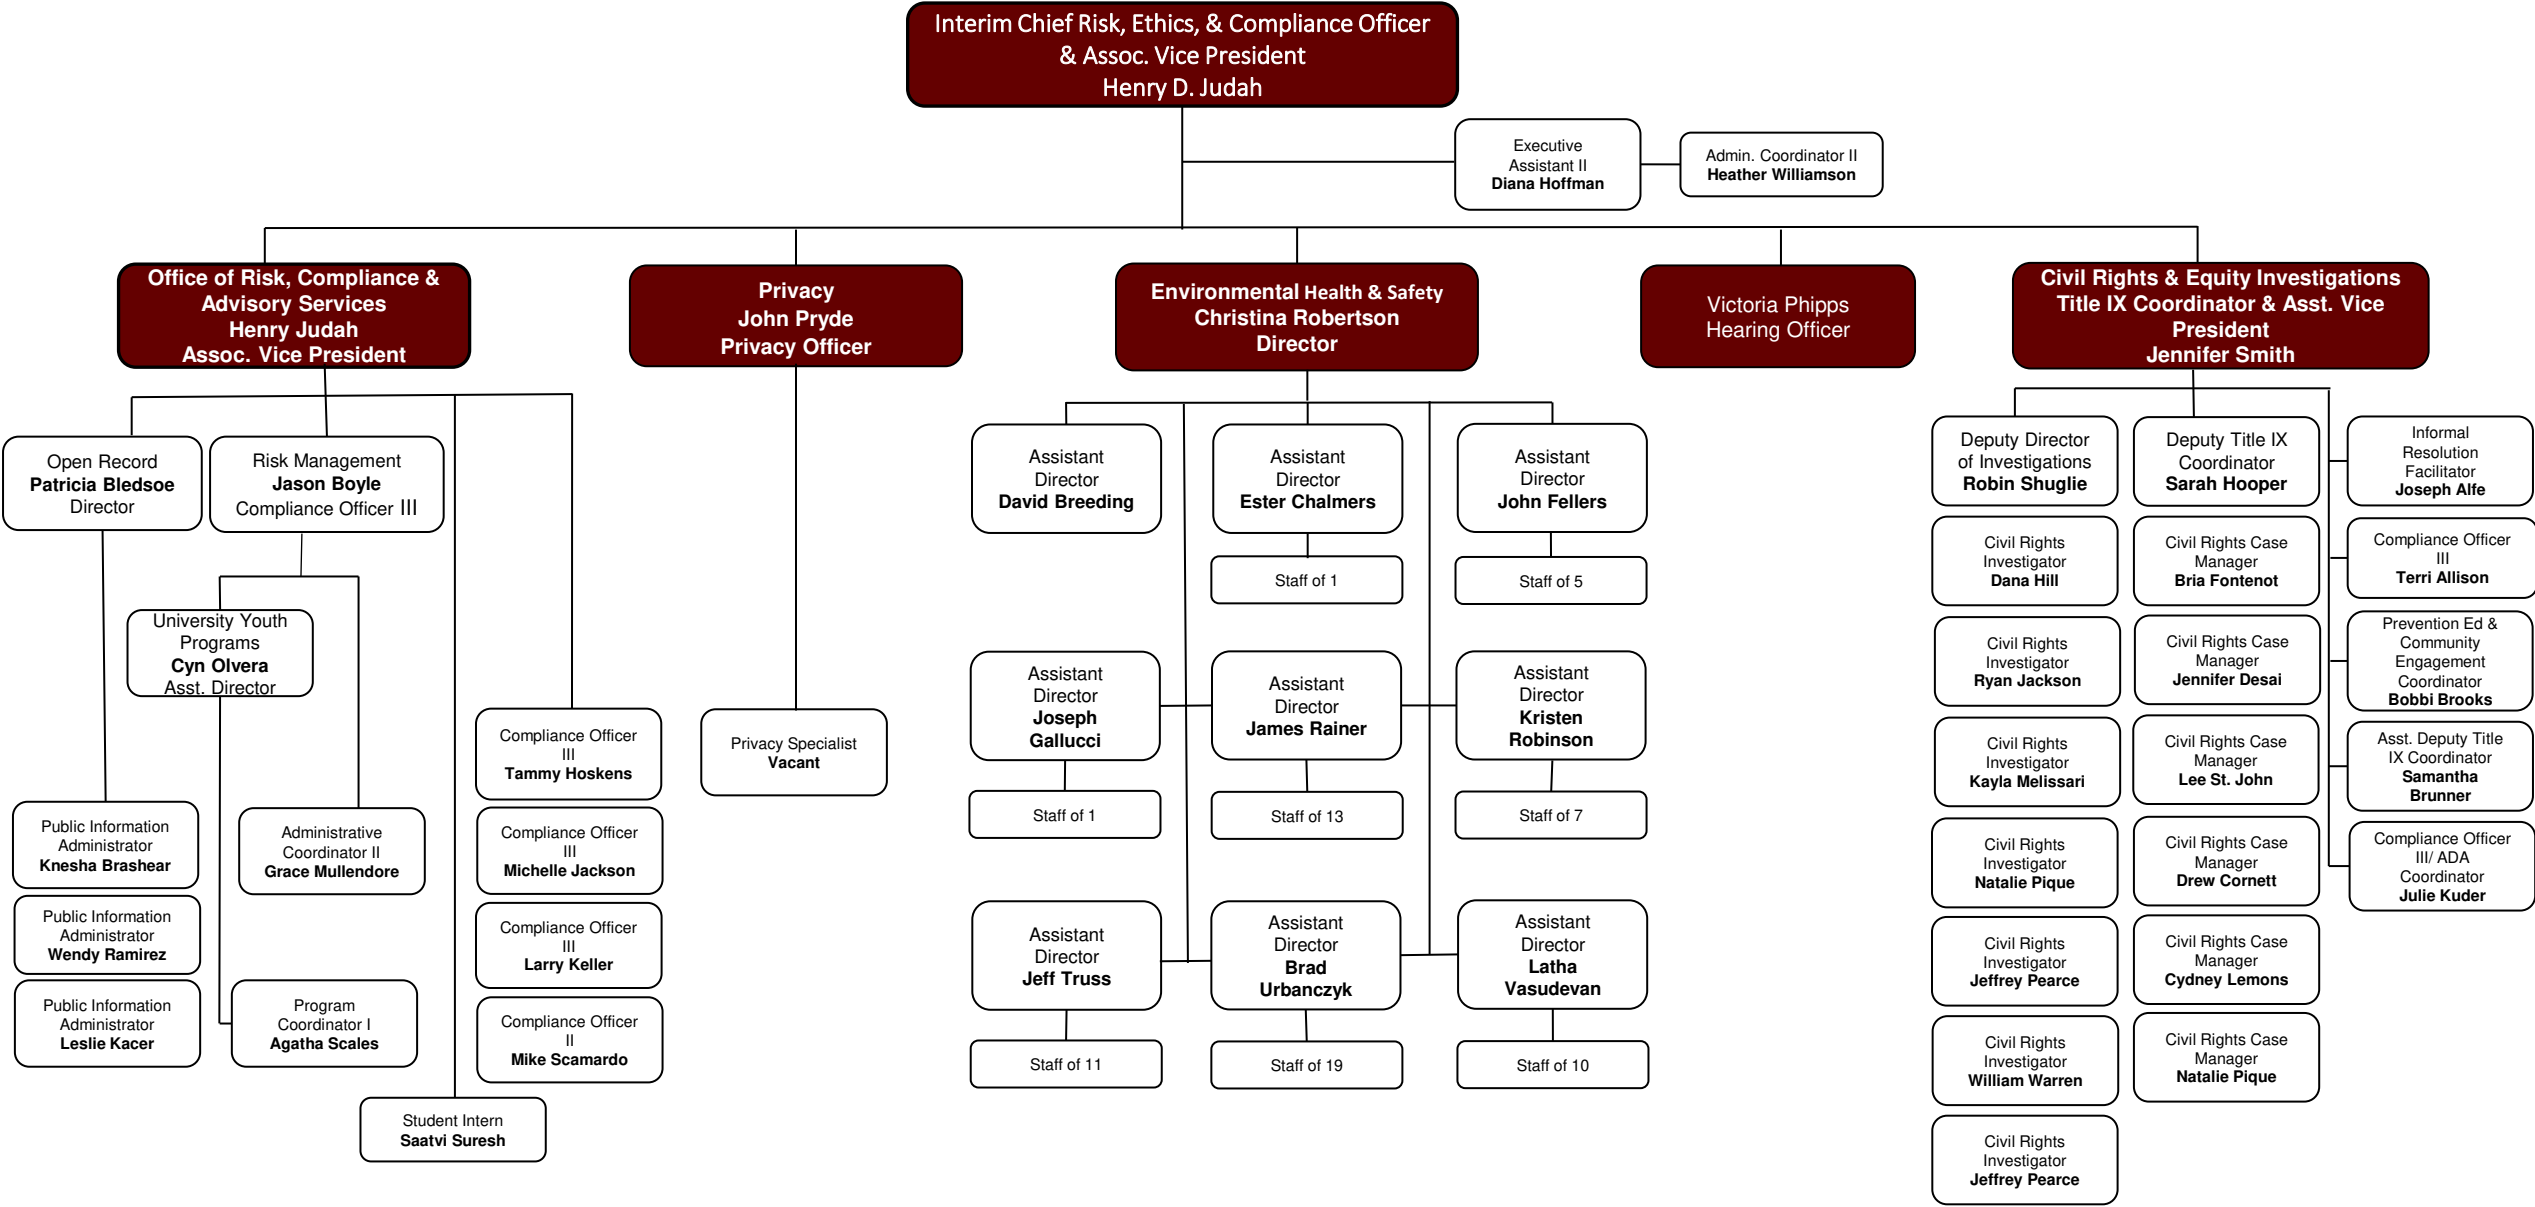 Interim Chief Risk, Ethics, & Compliance Officer
& Assoc. Vice President
Henry D. Judah
Executive
Assistant II
Diana Hoffman
Admin. Coordinator II
Heather Williamson
Office of Risk, Compliance &
Advisory Services
Henry Judah
Assoc. Vice President
Privacy
John Pryde
Privacy Officer
Environmental Health & Safety
Christina Robertson
Director
Victoria Phipps
Hearing Officer
Civil Rights & Equity Investigations
Title IX Coordinator & Asst. Vice
President
Jennifer Smith
Open Record
Patricia Bledsoe
Director
Risk Management
Jason Boyle
Compliance Officer III
University Youth
Programs
Cyn Olvera
Asst. Director
Public Information
Administrator
Knesha Brashear
Public Information
Administrator
Wendy Ramirez
Public Information
Administrator
Leslie Kacer
Administrative
Coordinator II
Grace Mullendore
Program
Coordinator I
Agatha Scales
Compliance Officer
III
Tammy Hoskens
Compliance Officer
III
Michelle Jackson
Compliance Officer
III
Larry Keller
Compliance Officer
II
Mike Scamardo
Student Intern
Saatvi Suresh
Privacy Specialist
Vacant
Assistant
Director
David Breeding
Assistant
Director
Ester Chalmers
Staff of 1
Assistant
Director
John Fellers
Staff of 5
Assistant
Director
Joseph
Gallucci
Staff of 1
Assistant
Director
James Rainer
Staff of 13
Assistant
Director
Kristen
Robinson
Staff of 7
Assistant
Director
Jeff Truss
Staff of 11
Assistant
Director
Brad
Urbanczyk
Staff of 19
Assistant
Director
Latha
Vasudevan
Staff of 10
Deputy Director
of Investigations
Robin Shuglie
Civil Rights
Investigator
Dana Hill
Civil Rights
Investigator
Ryan Jackson
Civil Rights
Investigator
Kayla Melissari
Civil Rights
Investigator
Natalie Pique
Civil Rights
Investigator
Jeffrey Pearce
Civil Rights
Investigator
William Warren
Civil Rights
Investigator
Jeffrey Pearce
Deputy Title IX
Coordinator
Sarah Hooper
Civil Rights Case
Manager
Bria Fontenot
Civil Rights Case
Manager
Jennifer Desai
Civil Rights Case
Manager
Lee St. John
Civil Rights Case
Manager
Drew Cornett
Civil Rights Case
Manager
Cydney Lemons
Civil Rights Case
Manager
Natalie Pique
Informal
Resolution
Facilitator
Joseph Alfe
Compliance Officer
III
Terri Allison
Prevention Ed &
Community
Engagement
Coordinator
Bobbi Brooks
Asst. Deputy Title
IX Coordinator
Samantha
Brunner
Compliance Officer
III/ ADA
Coordinator
Julie Kuder